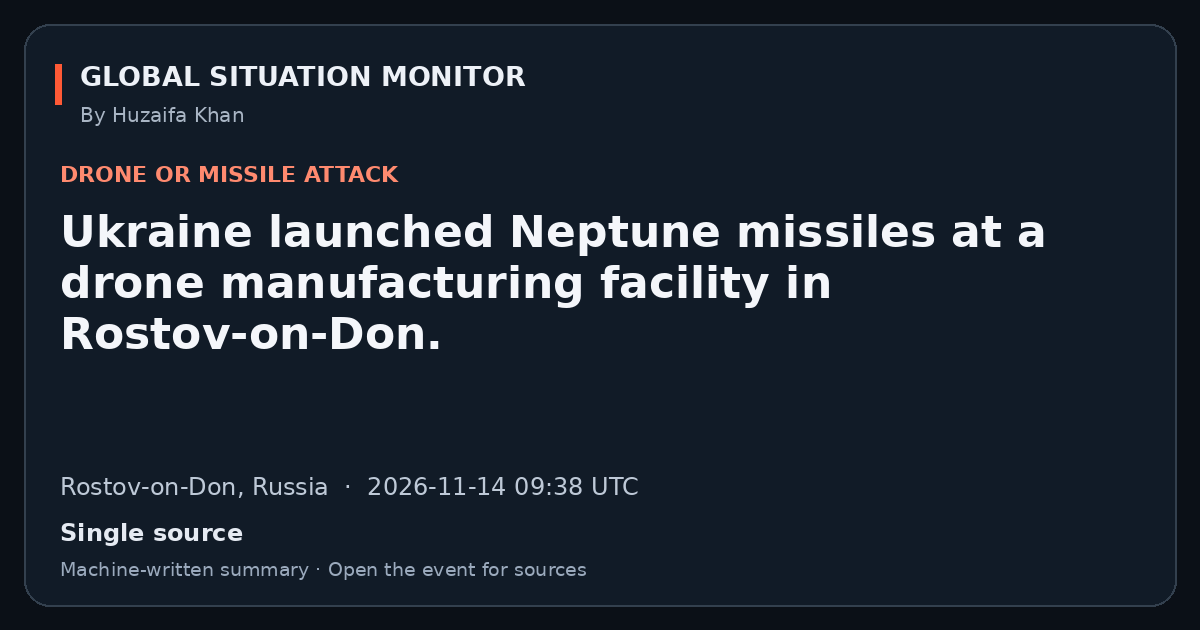 GLOBAL SITUATION MONITOR
By Huzaifa Khan
DRONE OR MISSILE ATTACK
Ukraine launched Neptune missiles at a
drone manufacturing facility in
Rostov-on-Don.
Rostov-on-Don, Russia · 2026-11-14 09:38 UTC
Single source
Machine-written summary · Open the event for sources